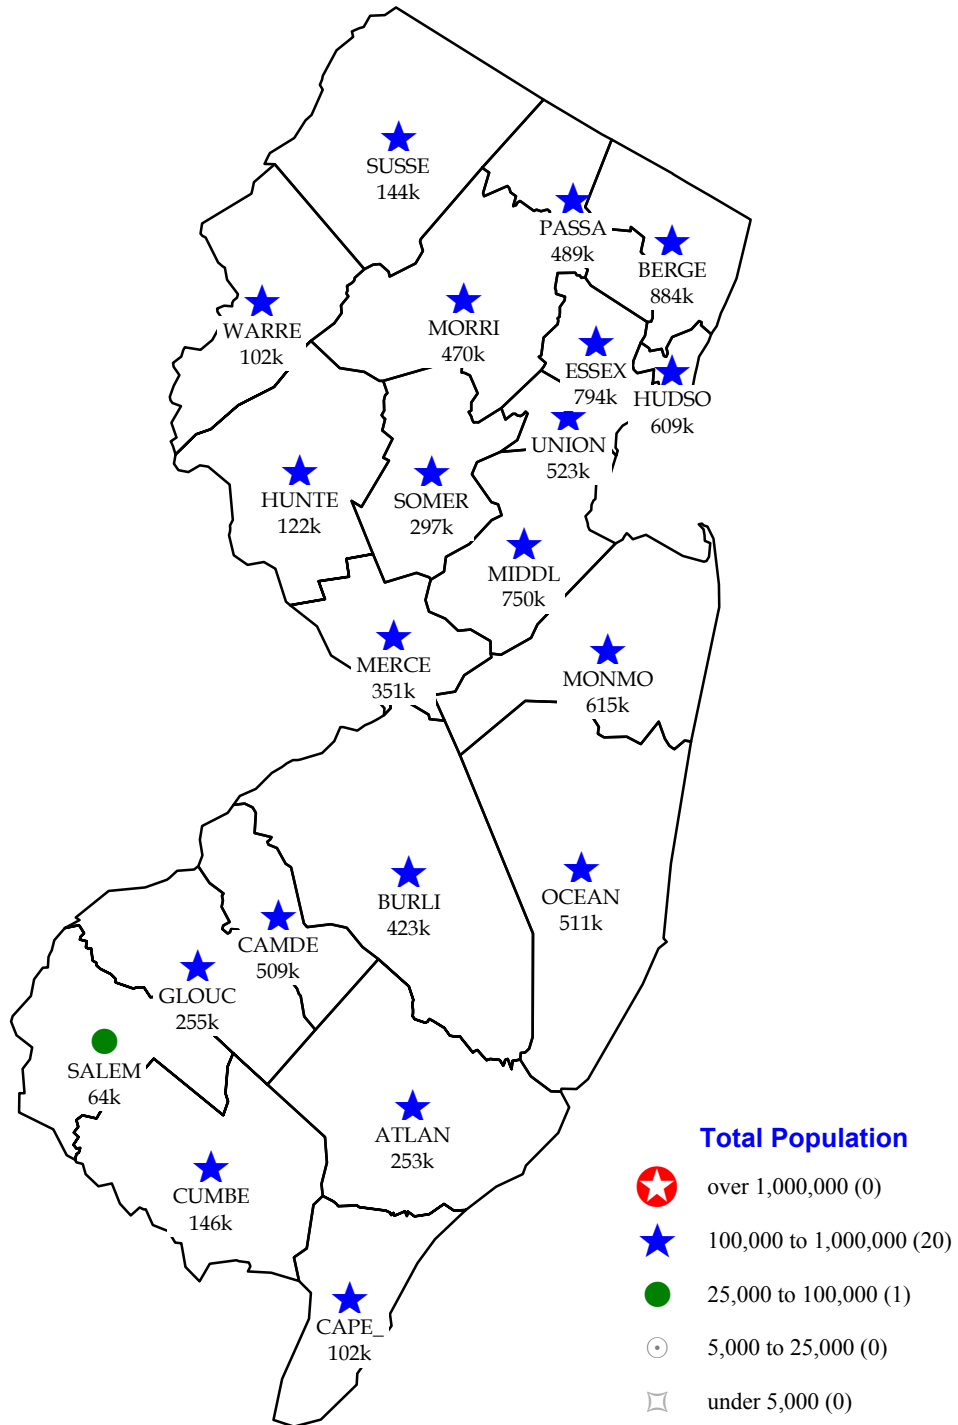 SUSSE
144k
PASSA
489k
BERGE
884k
WARRE
102k
MORRI
470k
ESSEX
794k
HUDSO
609k
UNION
523k
HUNTE
122k
SOMER
297k
MIDDL
750k
MERCE
351k
MONMO
615k
BURLI
423k
OCEAN
511k
CAMDE
509k
GLOUC
255k
SALEM
64k
ATLAN
253k
CUMBE
146k
CAPE_
102k
Total Population
over 1,000,000 (0)
100,000 to 1,000,000 (20)
25,000 to 100,000 (1)
5,000 to 25,000 (0)
under 5,000 (0)